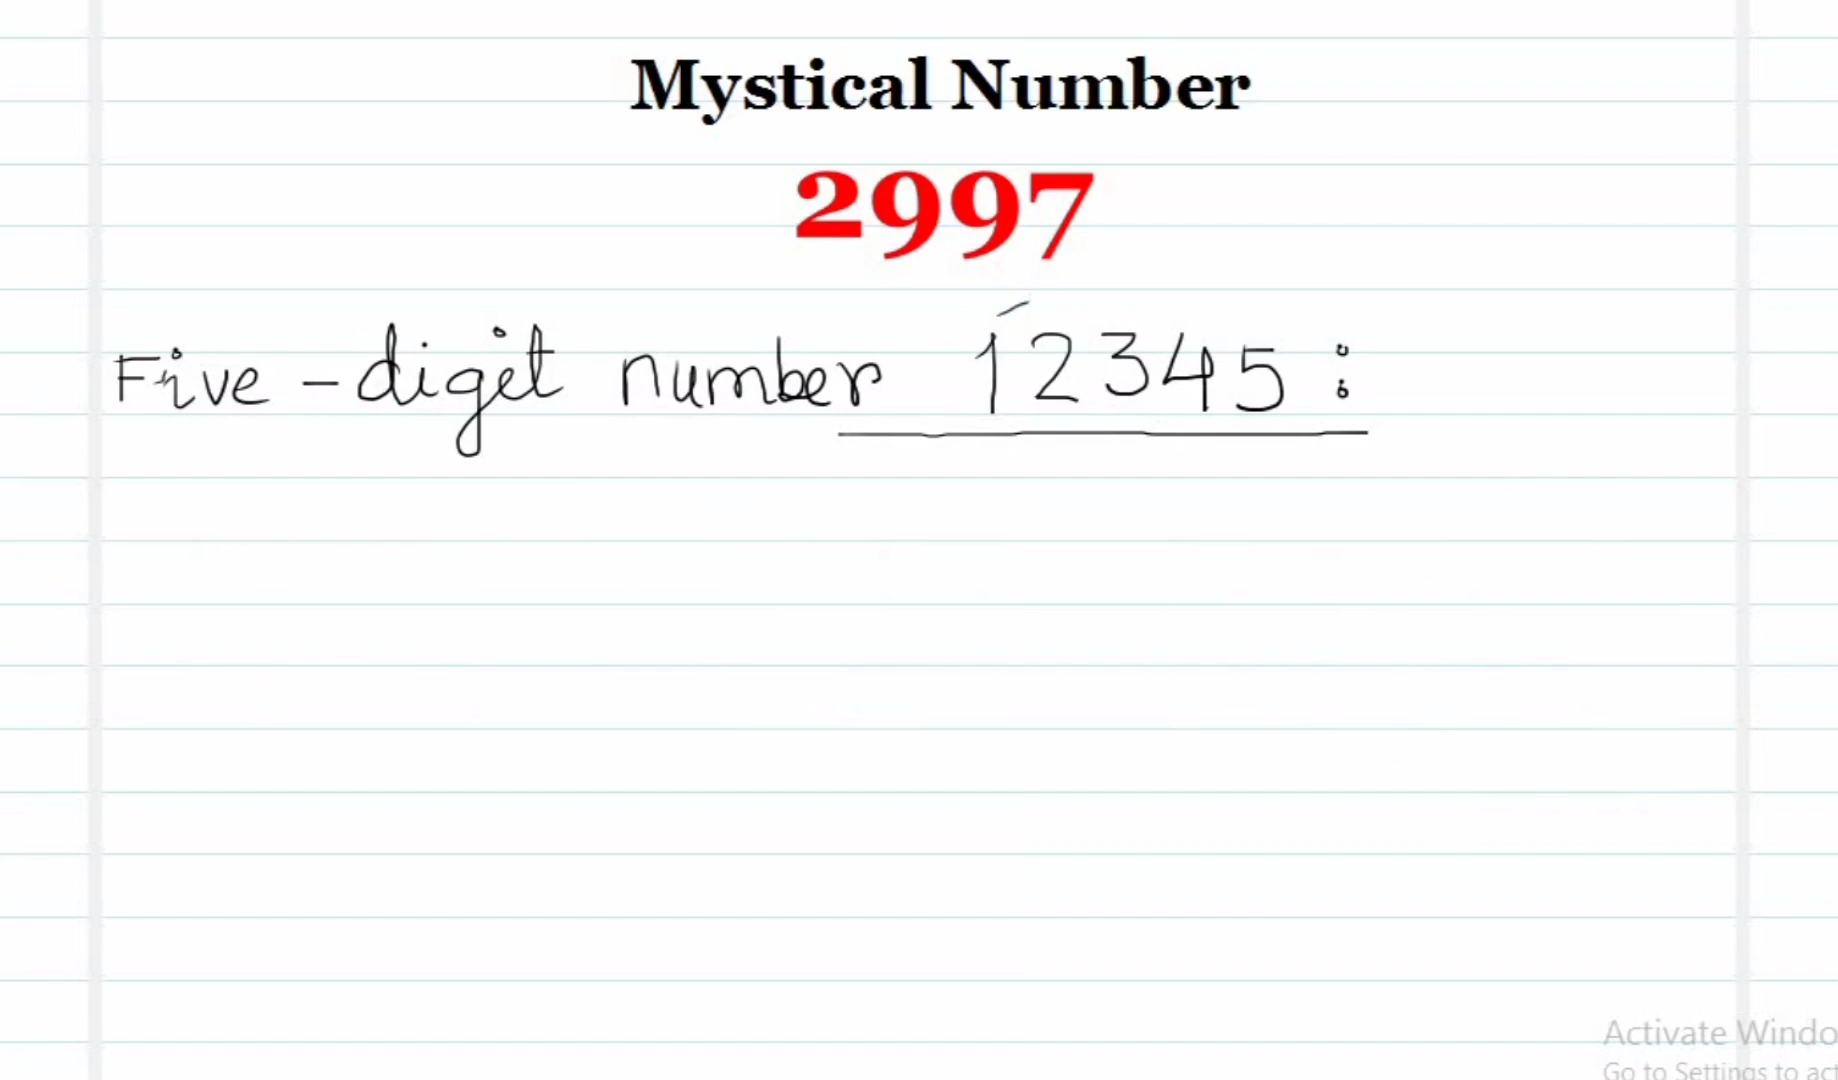 Mystical Number
2997
Five-digit number 12345:
Activate Windo
Go to Settings to act